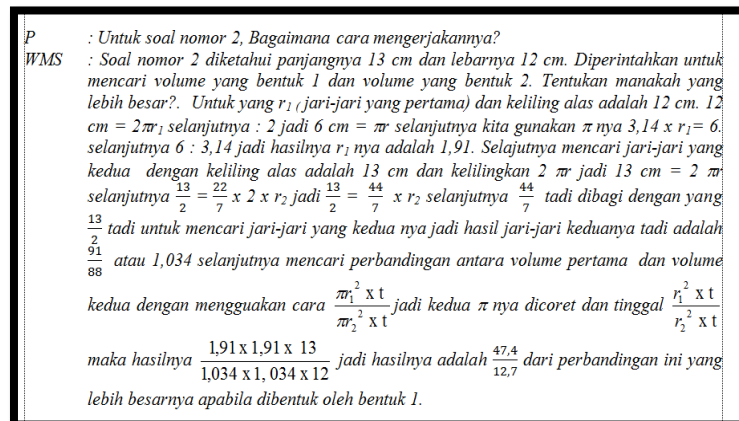 P : Untuk soal nomor 2, Bagaimana cara mengerjakannya?
WMS : Soal nomor 2 diketahui panjangnya 13 cm dan lebarnya 12 cm. Diperintahkan untuk
mencari volume yang bentuk 1 dan volume yang bentuk 2. Tentukan manakah yang
lebih besar?. Untuk yang r₁ ( jari-jari yang pertama) dan keliling alas adalah 12 cm. 12
cm = 2πr₁ selanjutnya : 2 jadi 6 cm = πr selanjutnya kita gunakan π nya 3,14 x r₁= 6.
selanjutnya 6 : 3,14 jadi hasilnya r₁ nya adalah 1,91. Selajutnya mencari jari-jari yang
kedua dengan keliling alas adalah 13 cm dan kelilingkan 2 πr jadi 13 cm = 2 πr
selanjutnya 13/2 = 22/7 x 2 x r₂ jadi 13/2 = 44/7 x r₂ selanjutnya 44/7 tadi dibagi dengan yang
13/2 tadi untuk mencari jari-jari yang kedua nya jadi hasil jari-jari keduanya tadi adalah
91/88 atau 1,034 selanjutnya mencari perbandingan antara volume pertama dan volume
kedua dengan mengguakan cara πr₁² x t / πr₂² x t jadi kedua π nya dicoret dan tinggal r₁² x t / r₂² x t
maka hasilnya 1,91 x 1,91 x 13 / 1,034 x 1, 034 x 12 jadi hasilnya adalah 47,4/12,7 dari perbandingan ini yang
lebih besarnya apabila dibentuk oleh bentuk 1.